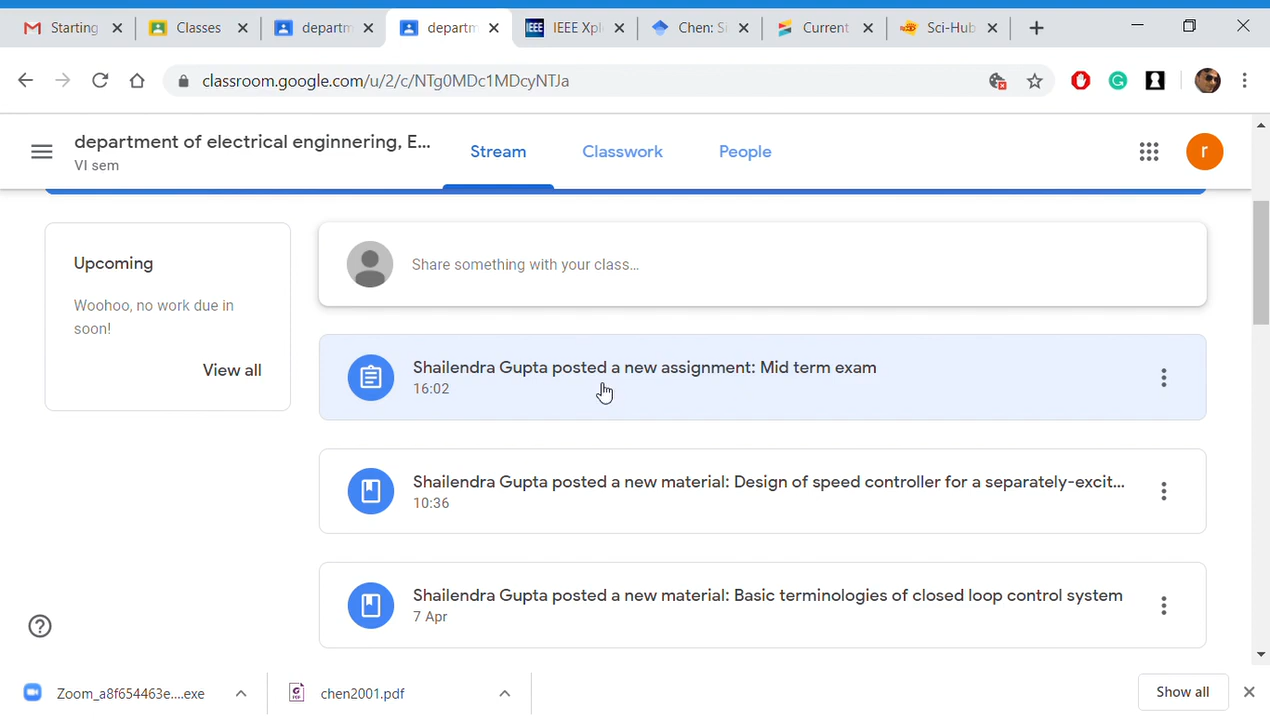 Starting
Classes
departm
departm
IEEE
IEEE Xpl
Chen: S
Current
Sci-Hub
classroom.google.com/u/2/c/NTg0MDc1MDcyNTJa
department of electrical enginnering, E...
VI sem
Stream
Classwork
People
r
Upcoming
Woohoo, no work due in
soon!
View all
Share something with your class...
Shailendra Gupta posted a new assignment: Mid term exam
16:02
Shailendra Gupta posted a new material: Design of speed controller for a separately-excit...
10:36
Shailendra Gupta posted a new material: Basic terminologies of closed loop control system
7 Apr
Zoom_a8f654463e....exe
chen2001.pdf
Show all